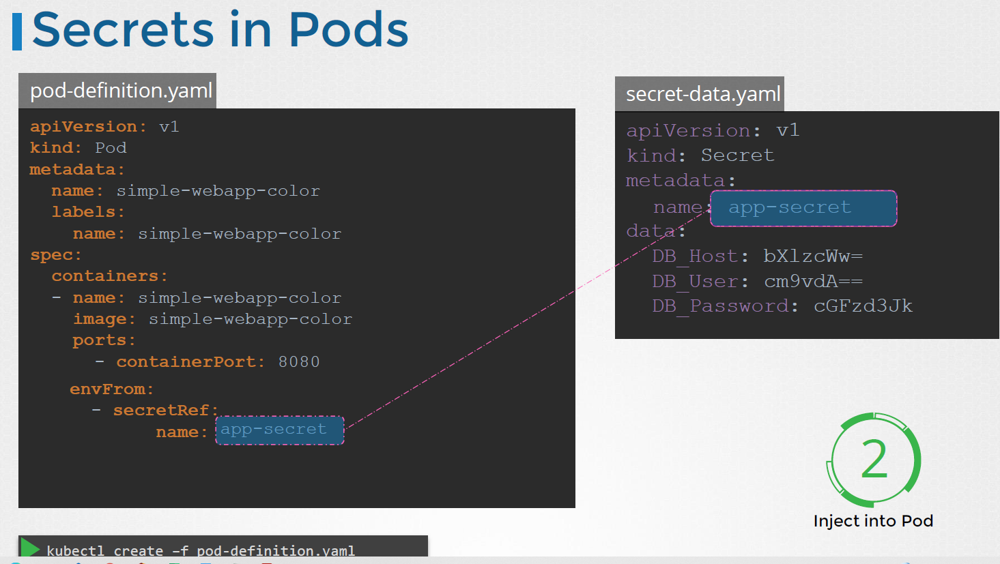 Secrets in Pods
pod-definition.yaml
apiVersion: v1
kind: Pod
metadata:
  name: simple-webapp-color
  labels:
    name: simple-webapp-color
spec:
  containers:
  - name: simple-webapp-color
    image: simple-webapp-color
    ports:
      - containerPort: 8080
    envFrom:
      - secretRef:
            name: app-secret
kubectl create –f pod-definition.yaml
secret-data.yaml
apiVersion: v1
kind: Secret
metadata:
  name: app-secret
data:
  DB_Host: bXlzcWw=
  DB_User: cm9vdA==
  DB_Password: cGFzd3Jk
2
Inject into Pod